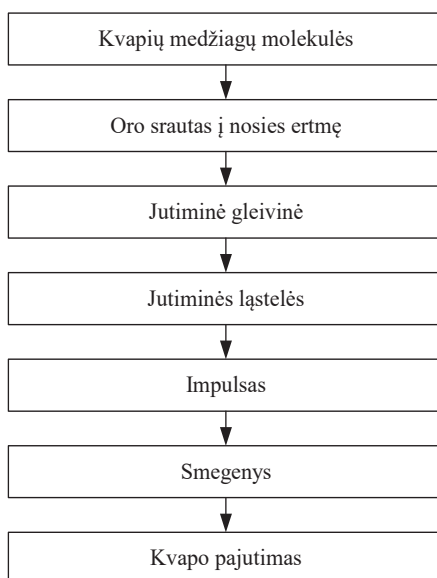 Kvapių medžiagų molekulės
Oro srautas į nosies ertmę
Jutiminė gleivinė
Jutiminės ląstelės
Impulsas
Smegenys
Kvapo pajutimas